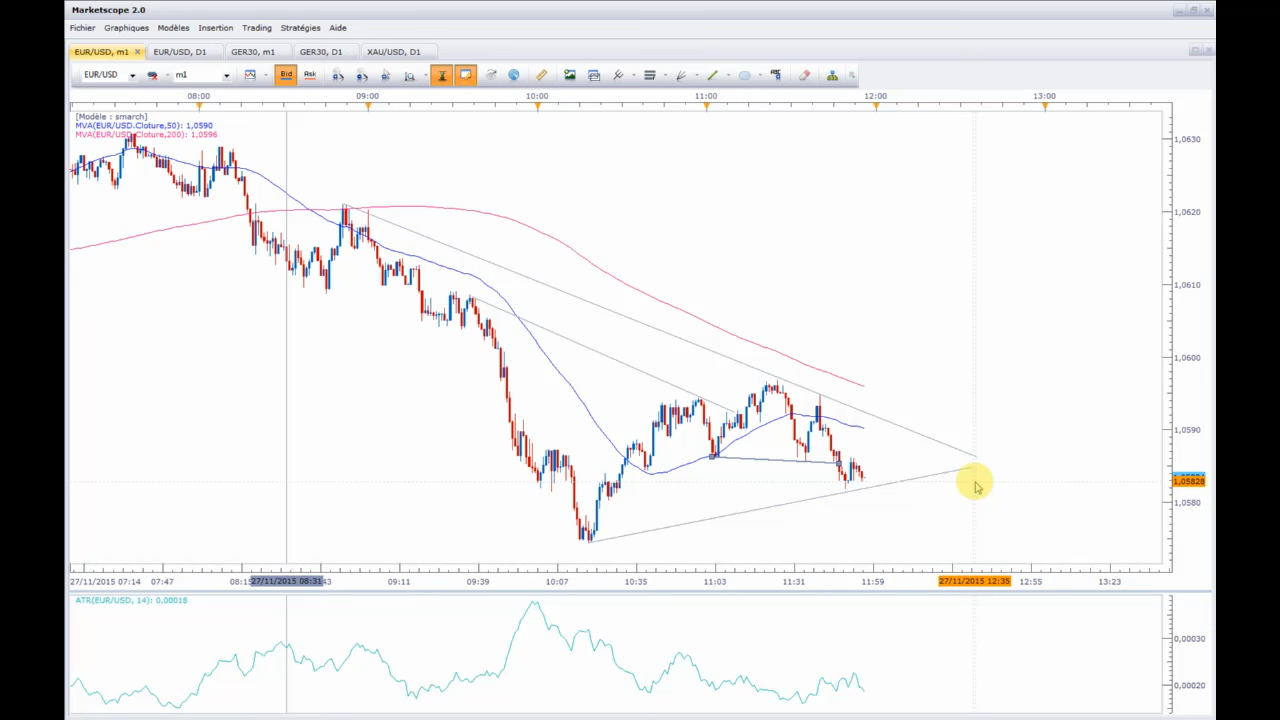 Marketscope 2.0
Fichier Graphiques Modèles Insertion Trading Stratégies Aide
EUR/USD, m1 EUR/USD, D1 GER30, m1 GER30, D1 XAU/USD, D1
EUR/USD m1 Bid Ask
08:00 09:00 10:00 11:00 12:00 13:00
[Modèle : smarch]
MVA(EUR/USD.Cloture,50): 1,0590
MVA(EUR/USD.Cloture,200): 1,0596
1,0630
1,0620
1,0610
1,0600
1,0590
1,05828
1,0580
27/11/2015 07:14 07:47 08:15 27/11/2015 08:31 43 09:11 09:39 10:07 10:35 11:03 11:31 11:59 27/11/2015 12:35 12:55 13:23
ATR(EUR/USD, 14): 0,00018
0,00030
0,00020